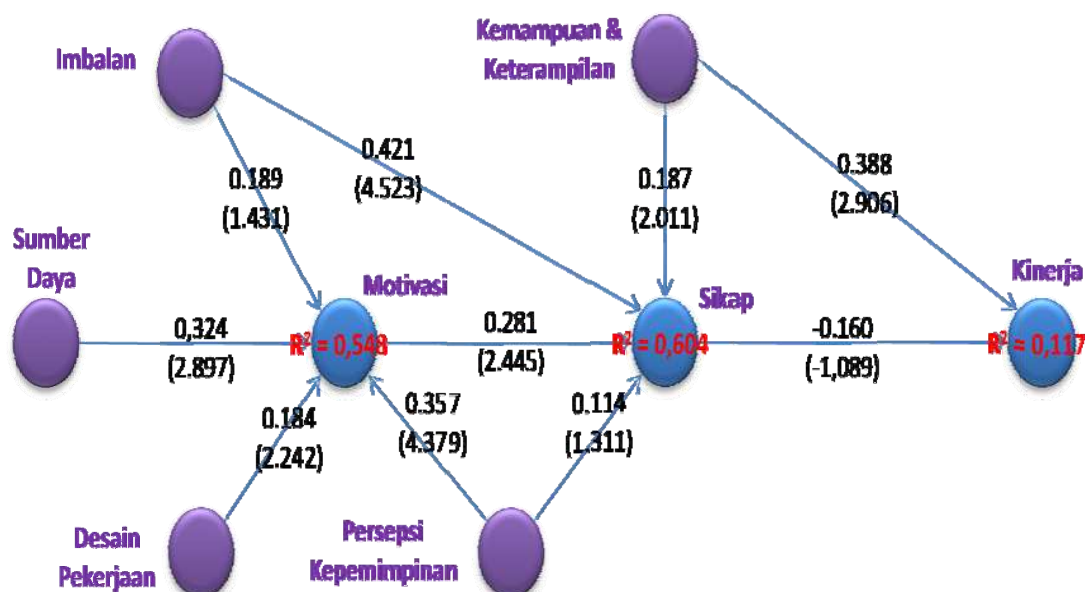 Imbalan
Kemampuan &
Keterampilan
0.421
(4.523)
0.189
(1.431)
0.187
(2.011)
0.388
(2.906)
Sumber
Daya
Motivasi
Sikap
Kinerja
0,324
(2.897)
R² = 0,548
0.281
(2.445)
R² = 0,604
-0.160
(-1,089)
R² = 0,117
0.184
(2.242)
0.357
(4.379)
0.114
(1.311)
Desain
Pekerjaan
Persepsi
Kepemimpinan